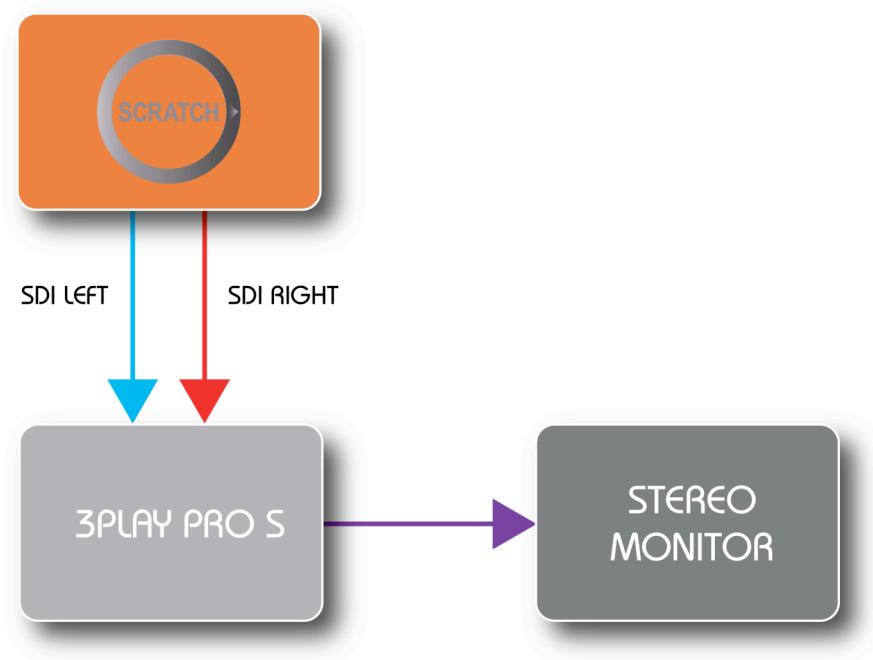 SCRATCH
SDI LEFT
SDI RIGHT
3PLAY PRO S
STEREO
MONITOR